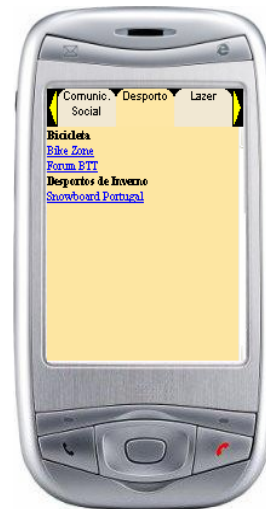 Comunic. Social
Desporto
Lazer
Bicicleta
Bike Zone
Forum BTT
Desportos de Inverno
Snowboard Portugal